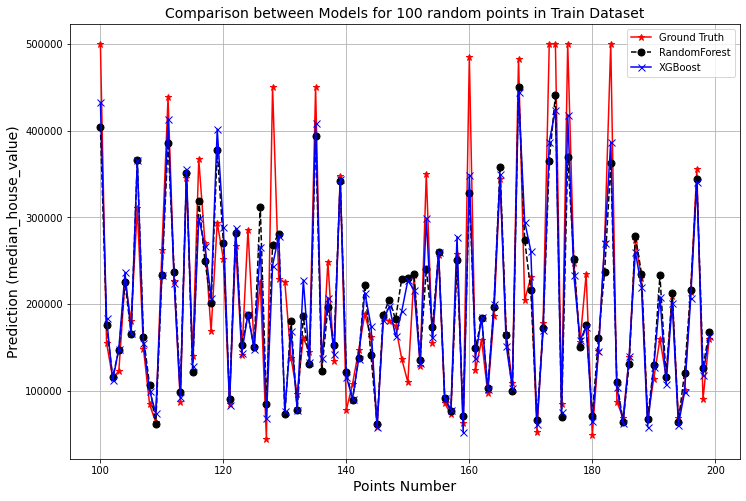 Comparison between Models for 100 random points in Train Dataset
Ground Truth
RandomForest
XGBoost
Prediction (median_house_value)
500000
400000
300000
200000
100000
100
120
140
160
180
200
Points Number